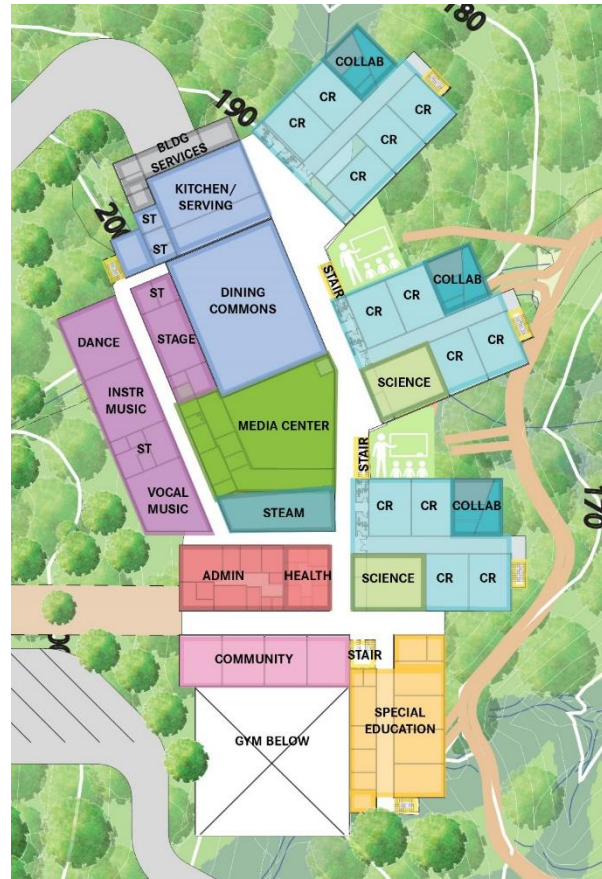 180
COLLAB
190
CR
CR
CR
CR
CR
CR
BLDG
SERVICES
KITCHEN/
SERVING
ST
ST
STAIR
COLLAB
CR
CR
ST
DINING
COMMONS
STAGE
DANCE
CR
CR
SCIENCE
INSTR
MUSIC
MEDIA CENTER
ST
STAIR
VOCAL
MUSIC
STEAM
CR
CR
COLLAB
170
ADMIN
HEALTH
SCIENCE
CR
CR
COMMUNITY
STAIR
SPECIAL
EDUCATION
GYM BELOW